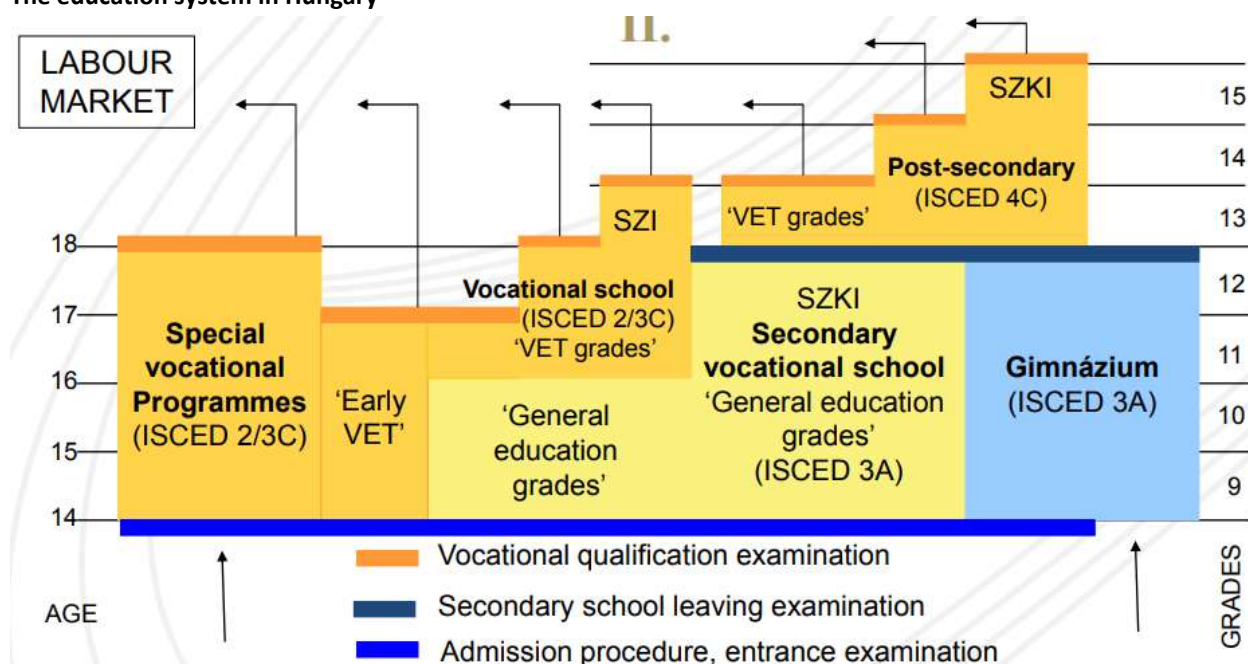 The education system in Hungary
II.
LABOUR
MARKET
SZKI
15
14
Post-secondary
(ISCED 4C)
'VET grades'
13
SZI
18
12
Vocational school
(ISCED 2/3C)
'VET grades'
SZKI
Secondary
vocational school
'General education
grades'
(ISCED 3A)
Gimnázium
(ISCED 3A)
17
Special
vocational
Programmes
(ISCED 2/3C)
11
16
'Early
VET'
'General
education
grades'
10
15
9
14
Vocational qualification examination
Secondary school leaving examination
Admission procedure, entrance examination
AGE
GRADES